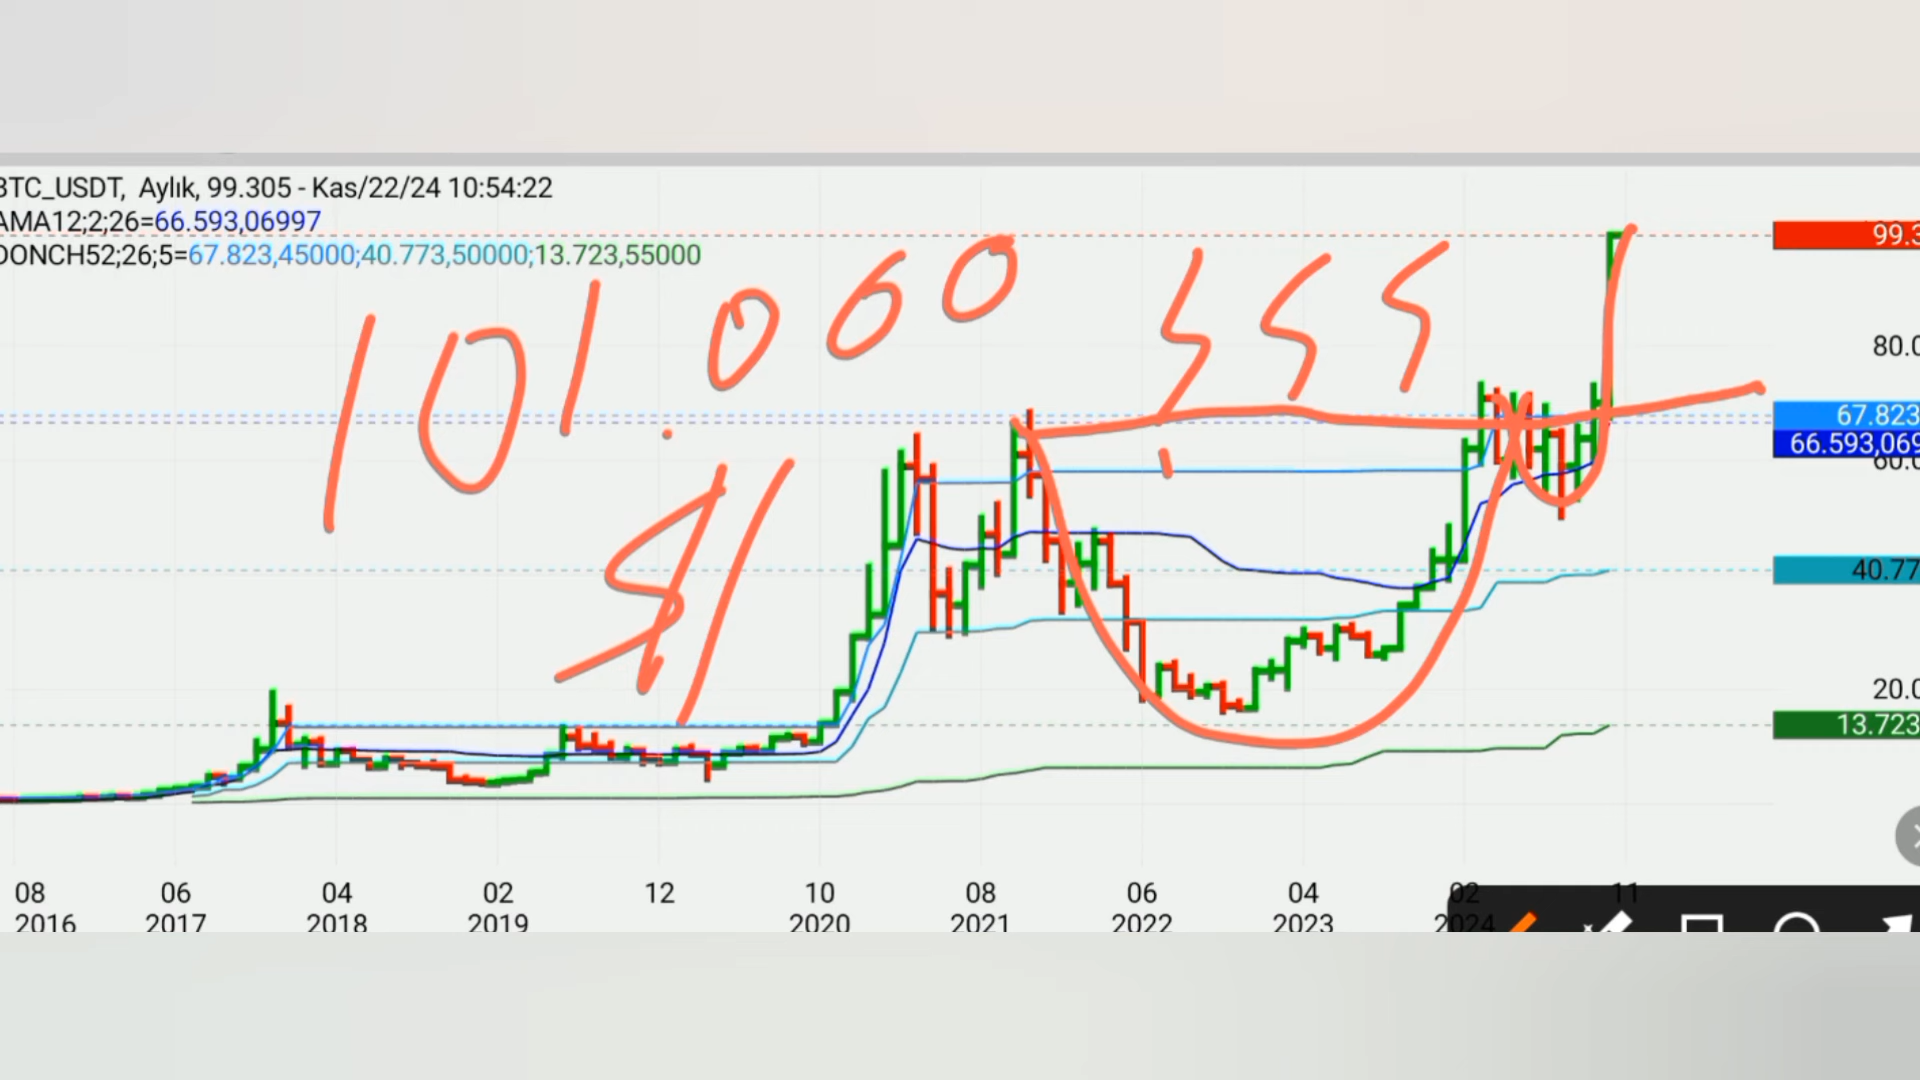 BTC_USDT, Aylık, 99.305 - Kas/22/24 10:54:22
AMA12;2;26=66.593,06997
DONCH52;26;5=67.823,45000;40.773,50000;13.723,55000
101.000
$
99.3
80.0
67.823
66.593,069
60.0
40.77
20.0
13.723
08 06 04 02 12 10 08 06 04 02 11
2016 2017 2018 2019 2020 2021 2022 2023 2024